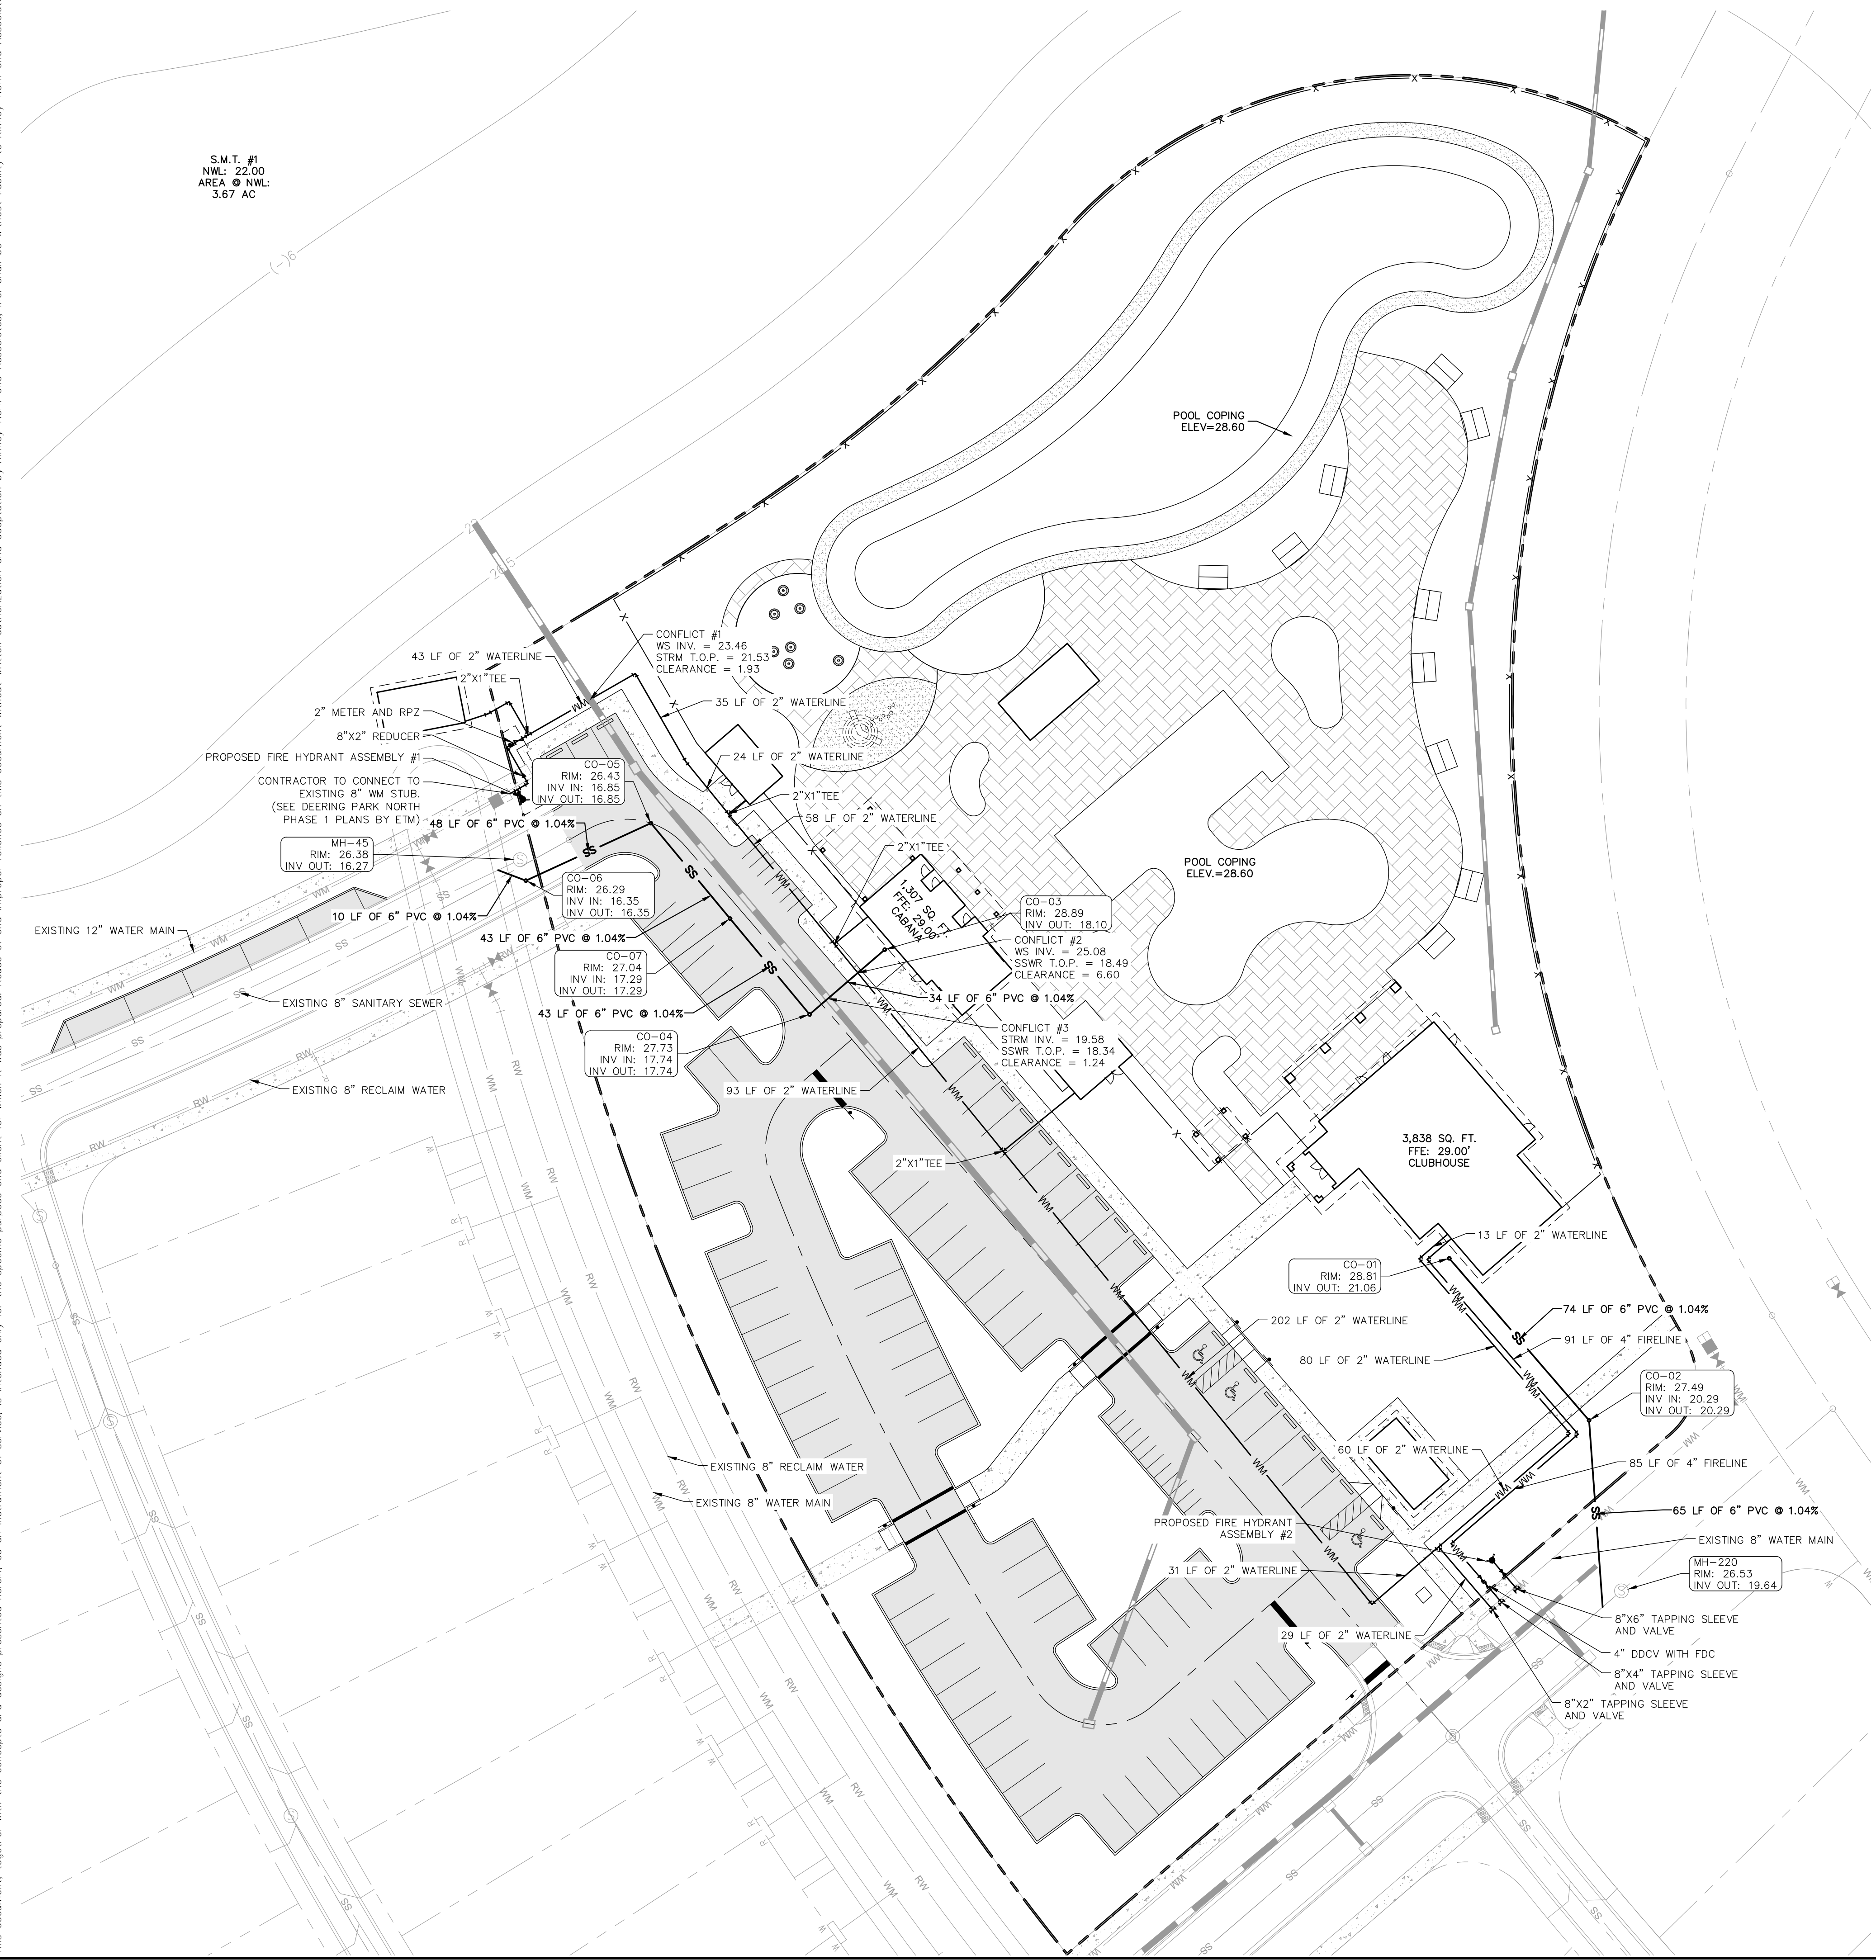 S.M.T. #1
NWL: 22.00
AREA @ NWL:
3.67 AC
(-)6
POOL COPING
ELEV=28.60
CONFLICT #1
WS INV. = 23.46
STRM T.O.P. = 21.53
CLEARANCE = 1.93
43 LF OF 2" WATERLINE
2"X1"TEE
2" METER AND RPZ
8"X2" REDUCER
PROPOSED FIRE HYDRANT ASSEMBLY #1
CONTRACTOR TO CONNECT TO
EXISTING 8" WM STUB.
(SEE DEERING PARK NORTH
PHASE 1 PLANS BY ETM)
35 LF OF 2" WATERLINE
24 LF OF 2" WATERLINE
2"X1"TEE
58 LF OF 2" WATERLINE
2"X1"TEE
CO-05
RIM: 26.43
INV IN: 16.85
INV OUT: 16.85
48 LF OF 6" PVC @ 1.04%
MH-45
RIM: 26.38
INV OUT: 16.27
CO-06
RIM: 26.29
INV IN: 16.35
INV OUT: 16.35
10 LF OF 6" PVC @ 1.04%
EXISTING 12" WATER MAIN
43 LF OF 6" PVC @ 1.04%
CO-07
RIM: 27.04
INV IN: 17.29
INV OUT: 17.29
43 LF OF 6" PVC @ 1.04%
CO-04
RIM: 27.73
INV IN: 17.74
INV OUT: 17.74
EXISTING 8" SANITARY SEWER
EXISTING 8" RECLAIM WATER
1,307 SQ. FT.
FFE: 29.00'
CABANA
CO-03
RIM: 28.89
INV OUT: 18.10
CONFLICT #2
WS INV. = 25.08
SSWR T.O.P. = 18.49
CLEARANCE = 6.60
34 LF OF 6" PVC @ 1.04%
CONFLICT #3
STRM INV. = 19.58
SSWR T.O.P. = 18.34
CLEARANCE = 1.24
POOL COPING
ELEV.=28.60
93 LF OF 2" WATERLINE
2"X1"TEE
3,838 SQ. FT.
FFE: 29.00'
CLUBHOUSE
13 LF OF 2" WATERLINE
CO-01
RIM: 28.81
INV OUT: 21.06
74 LF OF 6" PVC @ 1.04%
202 LF OF 2" WATERLINE
91 LF OF 4" FIRELINE
80 LF OF 2" WATERLINE
CO-02
RIM: 27.49
INV IN: 20.29
INV OUT: 20.29
60 LF OF 2" WATERLINE
85 LF OF 4" FIRELINE
EXISTING 8" RECLAIM WATER
EXISTING 8" WATER MAIN
65 LF OF 6" PVC @ 1.04%
PROPOSED FIRE HYDRANT
ASSEMBLY #2
EXISTING 8" WATER MAIN
31 LF OF 2" WATERLINE
MH-220
RIM: 26.53
INV OUT: 19.64
29 LF OF 2" WATERLINE
8"X6" TAPPING SLEEVE
AND VALVE
4" DDCV WITH FDC
8"X4" TAPPING SLEEVE
AND VALVE
8"X2" TAPPING SLEEVE
AND VALVE